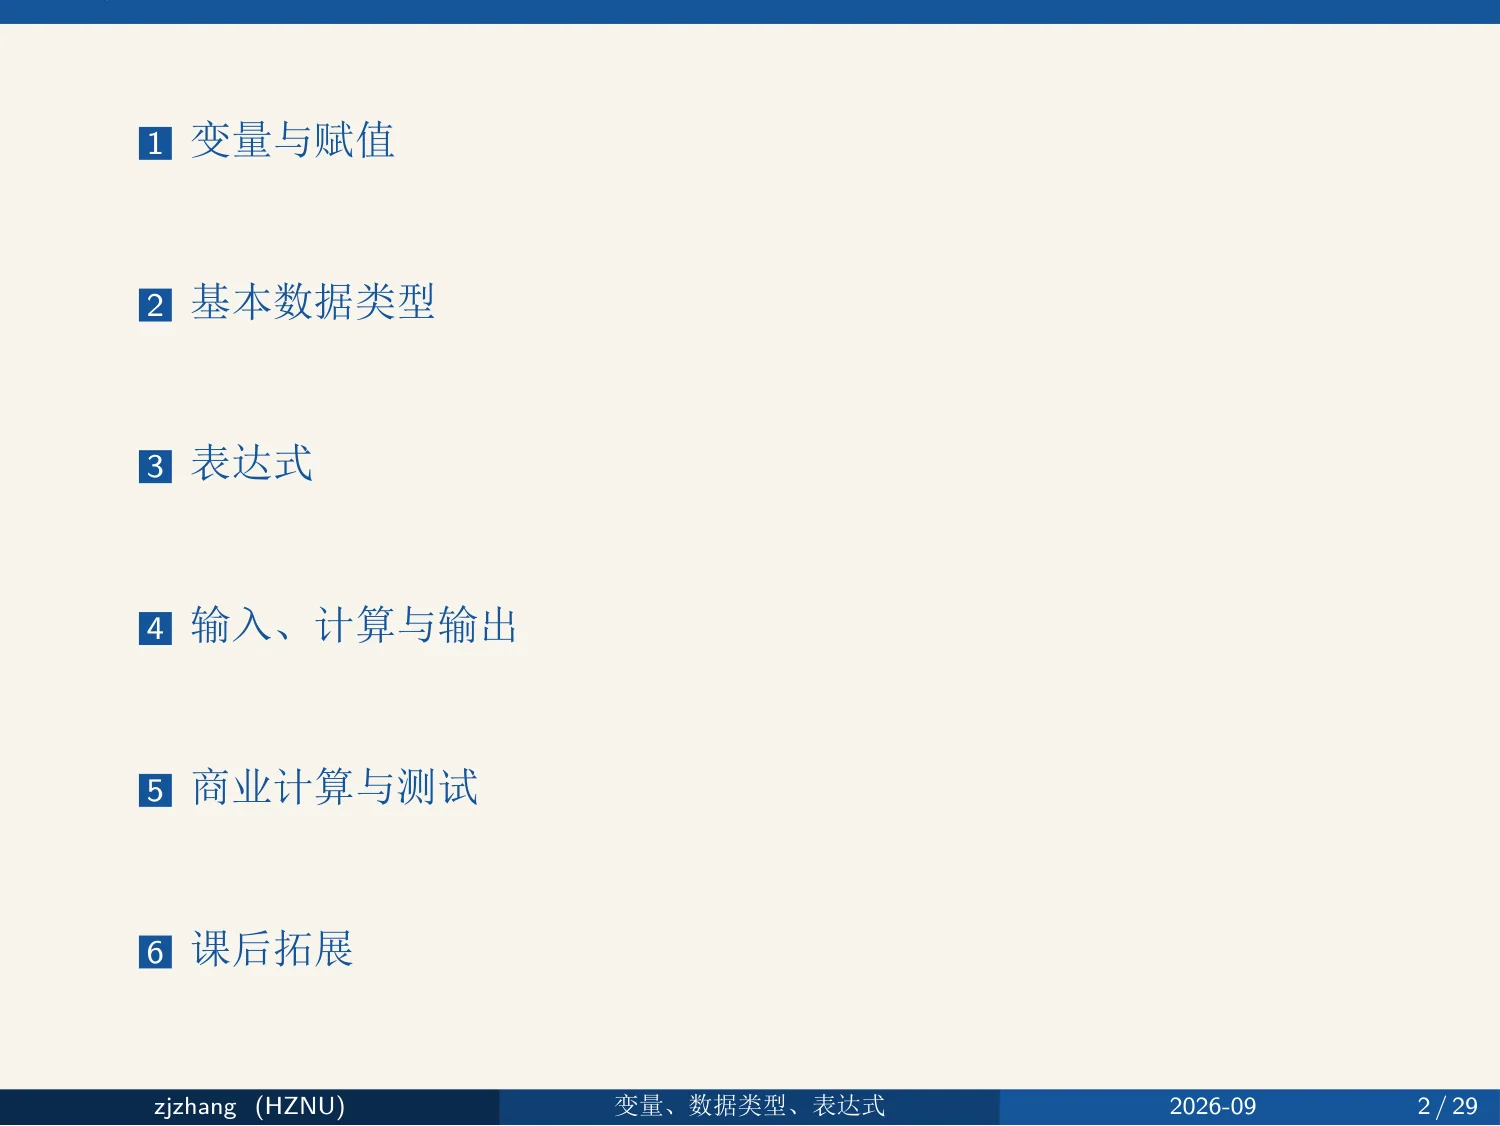 1 变量与赋值
2 基本数据类型
3 表达式
4 输入、计算与输出
5 商业计算与测试
6 课后拓展
zjzhang (HZNU) 变量、数据类型、表达式 2026-09 2 / 29